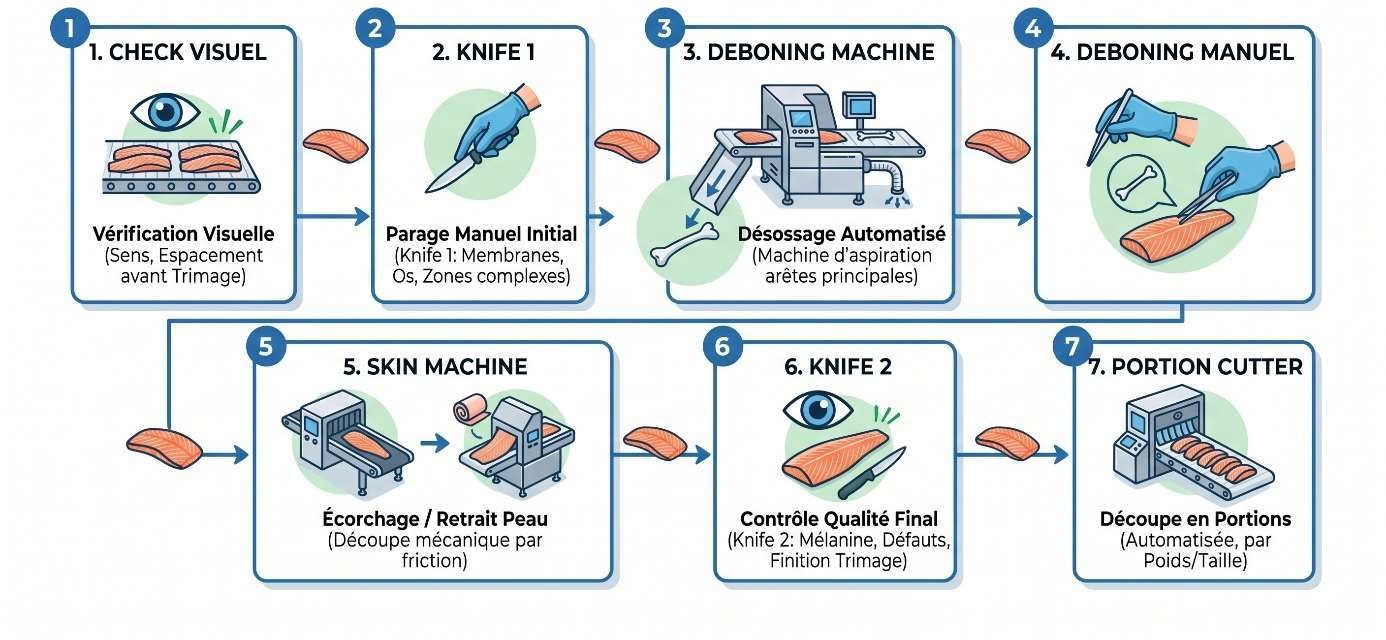 1
1. CHECK VISUEL
Vérification Visuelle
(Sens, Espacement
avant Trimage)
2
2. KNIFE 1
Parage Manuel Initial
(Knife 1: Membranes,
Os, Zones complexes)
3
3. DEBONING MACHINE
Désossage Automatisé
(Machine d'aspiration
arêtes principales)
4
4. DEBONING MANUEL
5
5. SKIN MACHINE
Écorchage / Retrait Peau
(Découpe mécanique par
friction)
6
6. KNIFE 2
Contrôle Qualité Final
(Knife 2: Mélanine, Défauts,
Finition Trimage)
7
7. PORTION CUTTER
Découpe en Portions
(Automatisée, par
Poids/Taille)